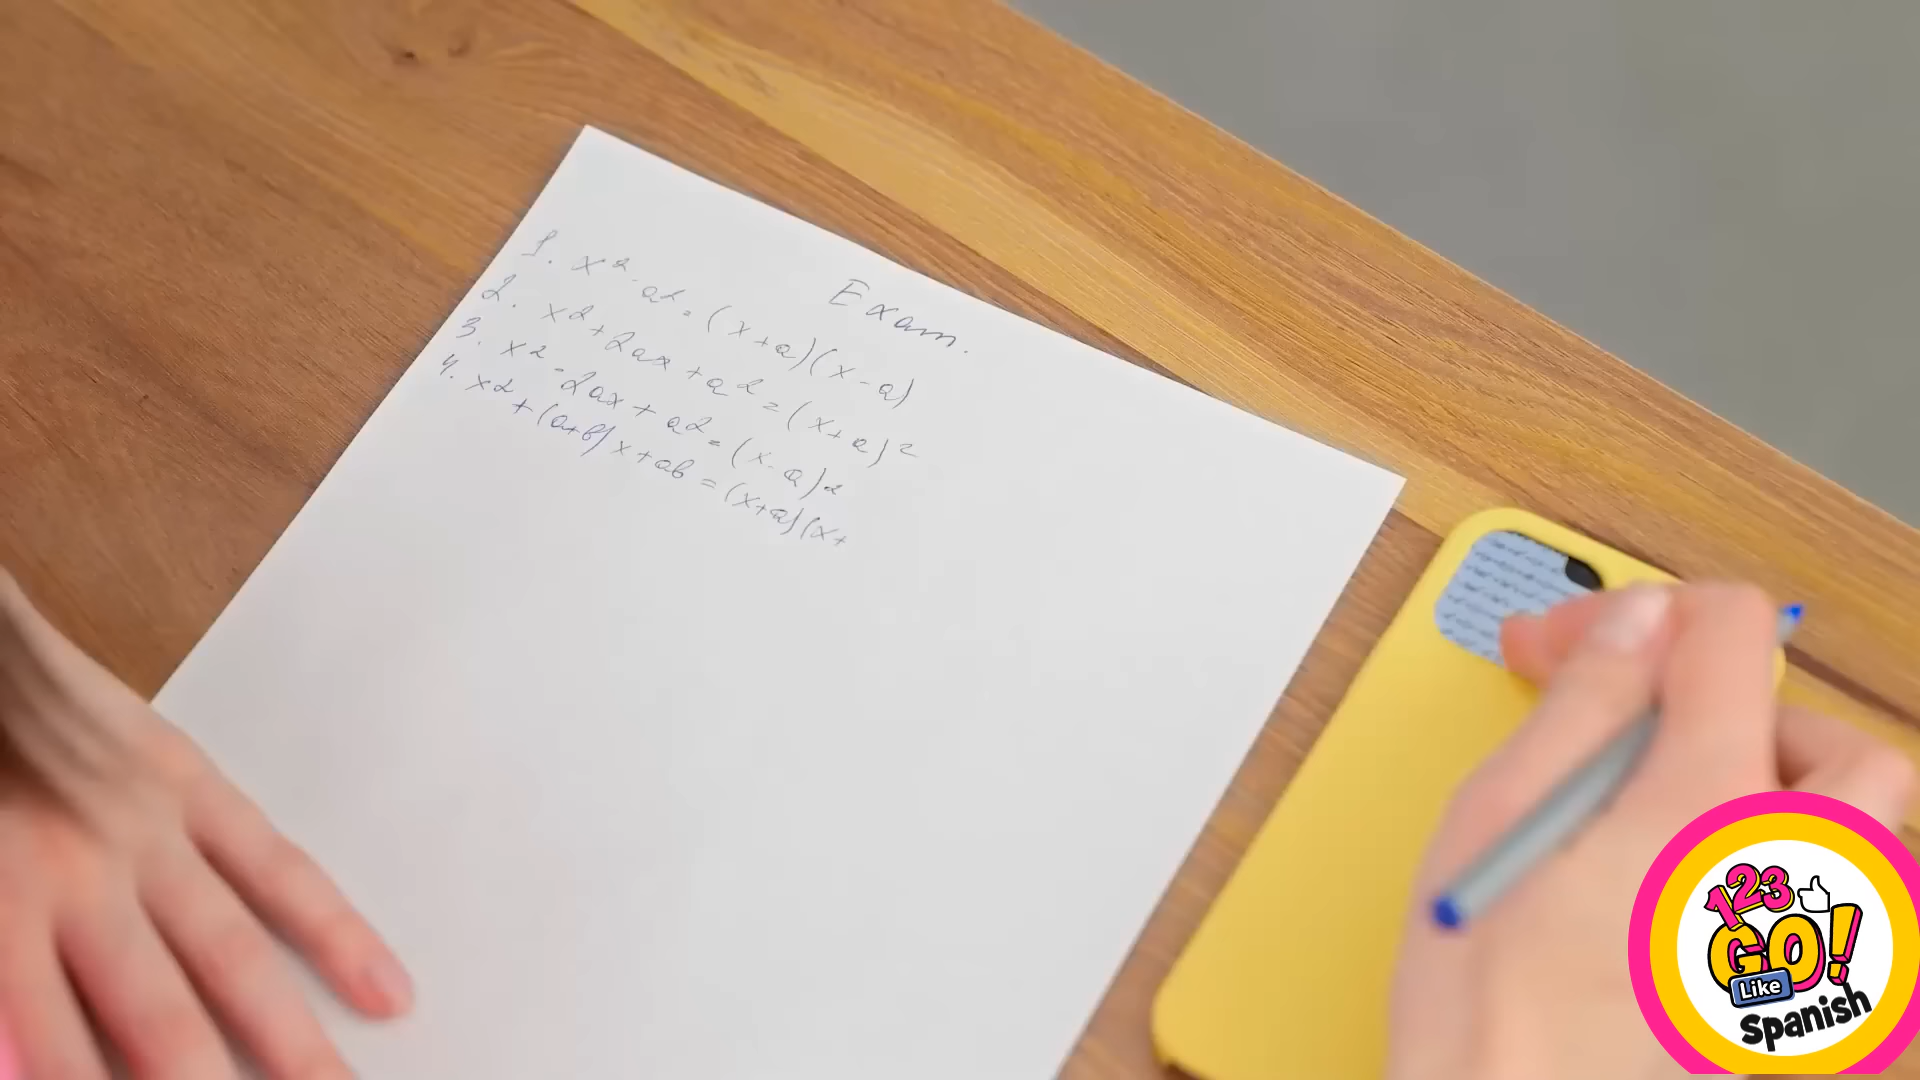 Exam.
1. x² - a² = (x+a)(x-a)
2. x² + 2ax + a² = (x+a)²
3. x² - 2ax + a² = (x-a)²
4. x² + (a+b)x + ab = (x+a)(x+
123
GO!
Like
Spanish